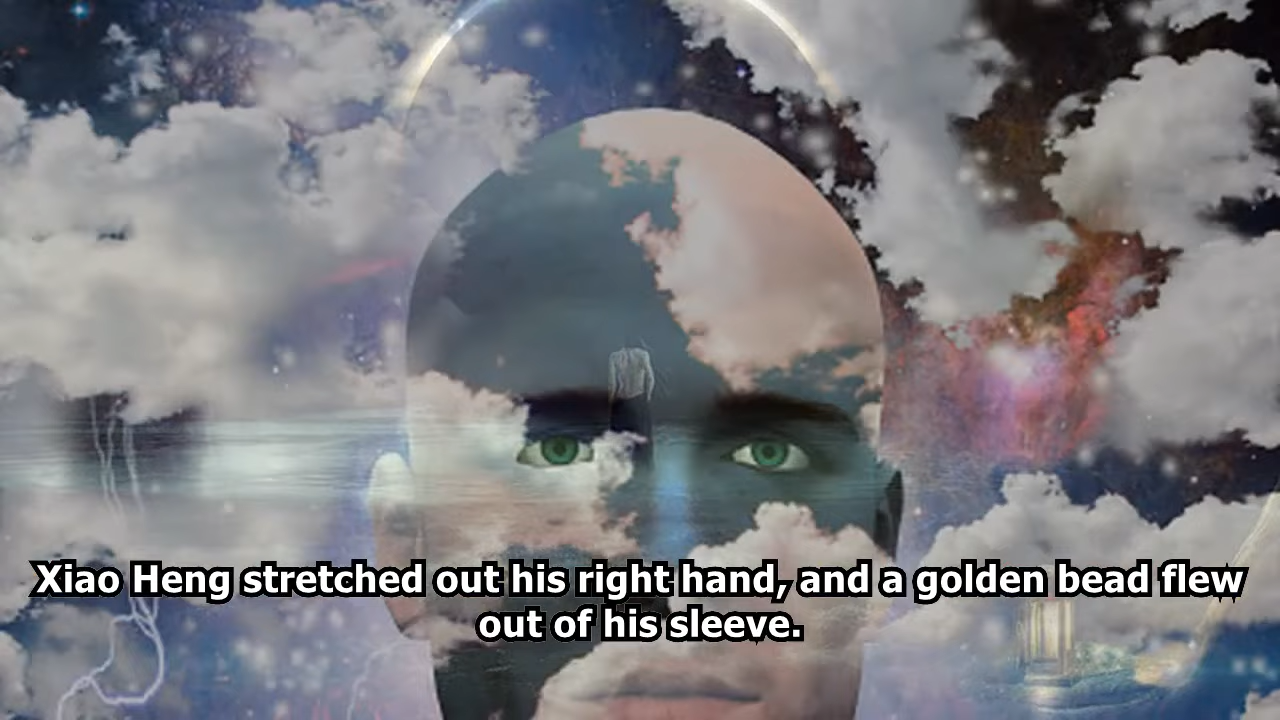 Xiao Heng stretched out his right hand, and a golden bead flew
out of his sleeve.